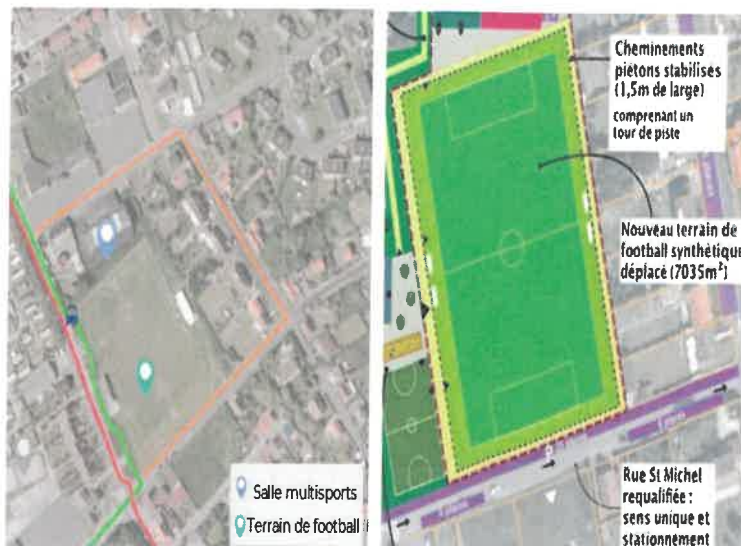 Salle multisports
Terrain de football
Cheminements
piétons stabilisés
(1,5m de large)
comprenant un
tour de piste
Nouveau terrain de
football synthétique
déplacé (7035m²)
Rue St Michel
requalifiée :
sens unique et
stationnement